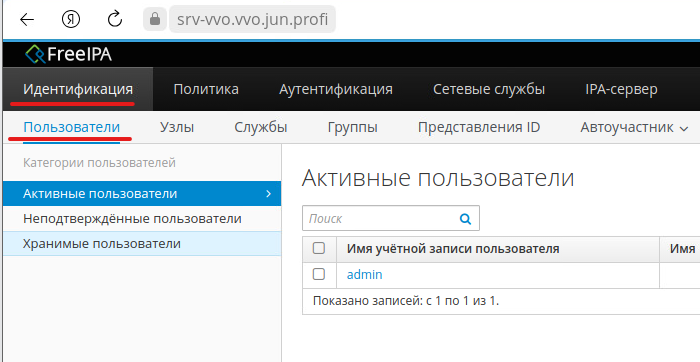 srv-vvo.vvo.jun.profi
FreeIPA
Идентификация Политика Аутентификация Сетевые службы IPA-сервер
Пользователи Узлы Службы Группы Представления ID Автоучастник
Категории пользователей
Активные пользователи
Неподтверждённые пользователи
Хранимые пользователи
Активные пользователи
Поиск
Имя учётной записи пользователя Имя
admin
Показано записей: с 1 по 1 из 1.